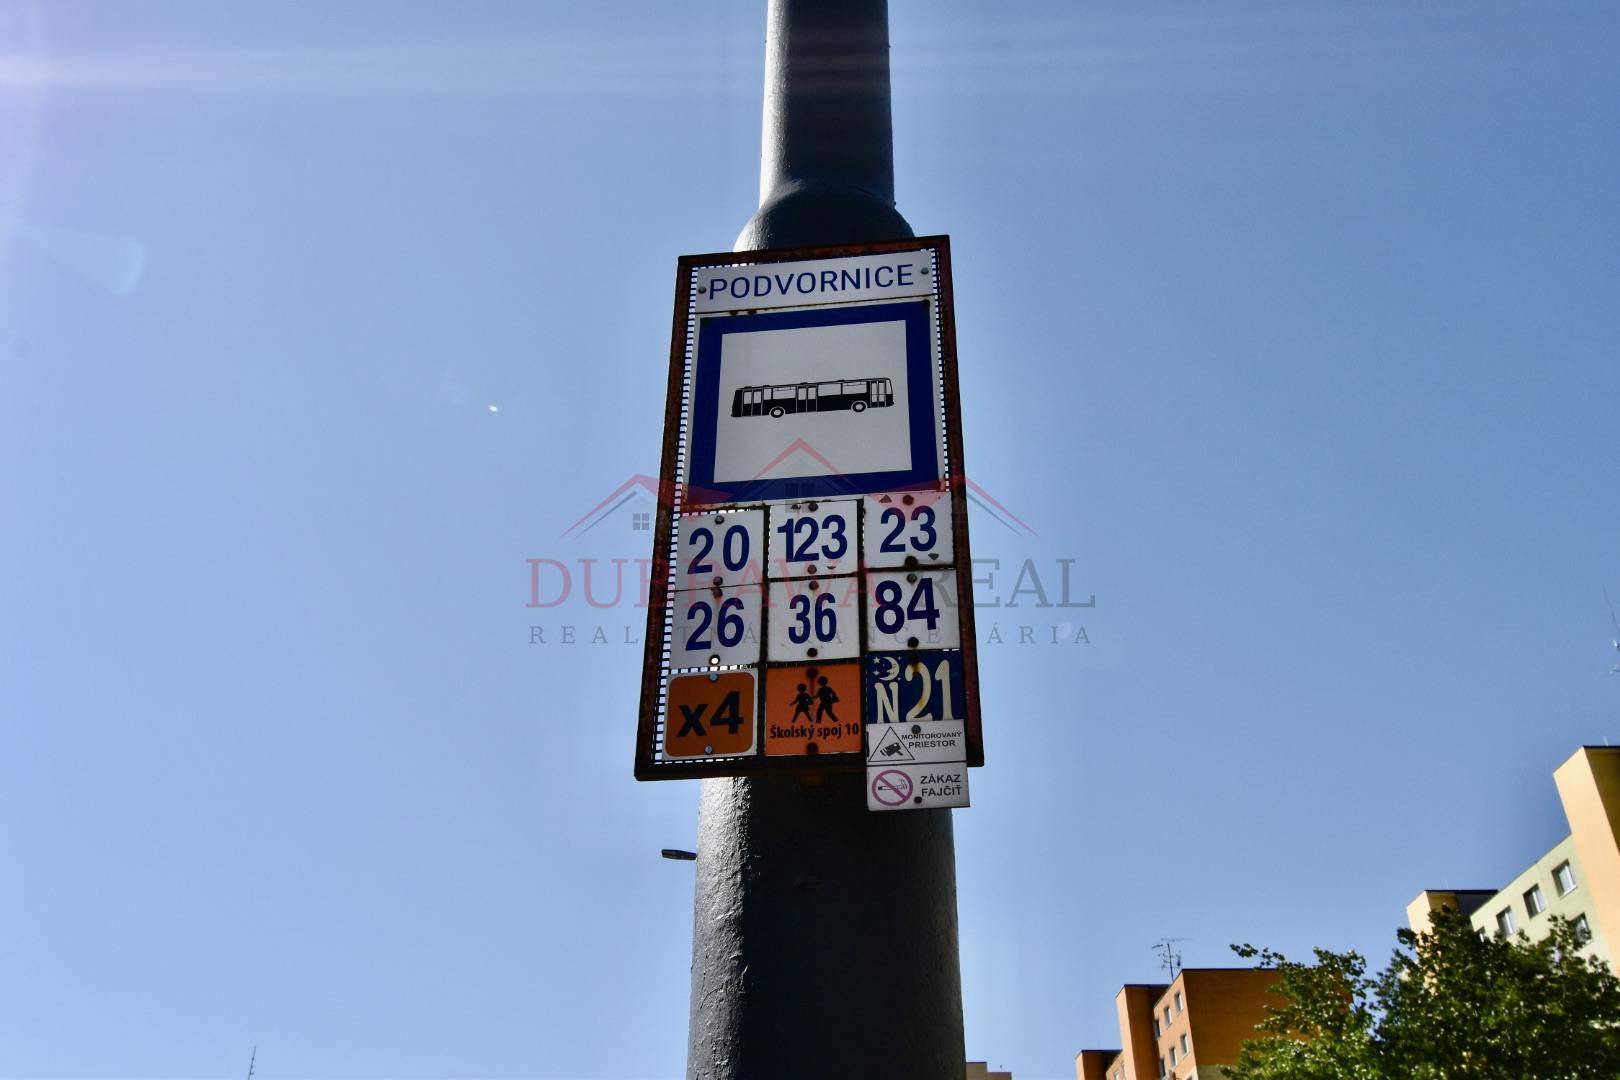 PODVORNICE
20 123 23
26 36 84
x4 Školský spoj 10 N21
MONITOROVANÝ
PRIESTOR
ZÁKAZ
FAJČIŤ
DUBRAWA REAL
REALITNÁ KANCELÁRIA